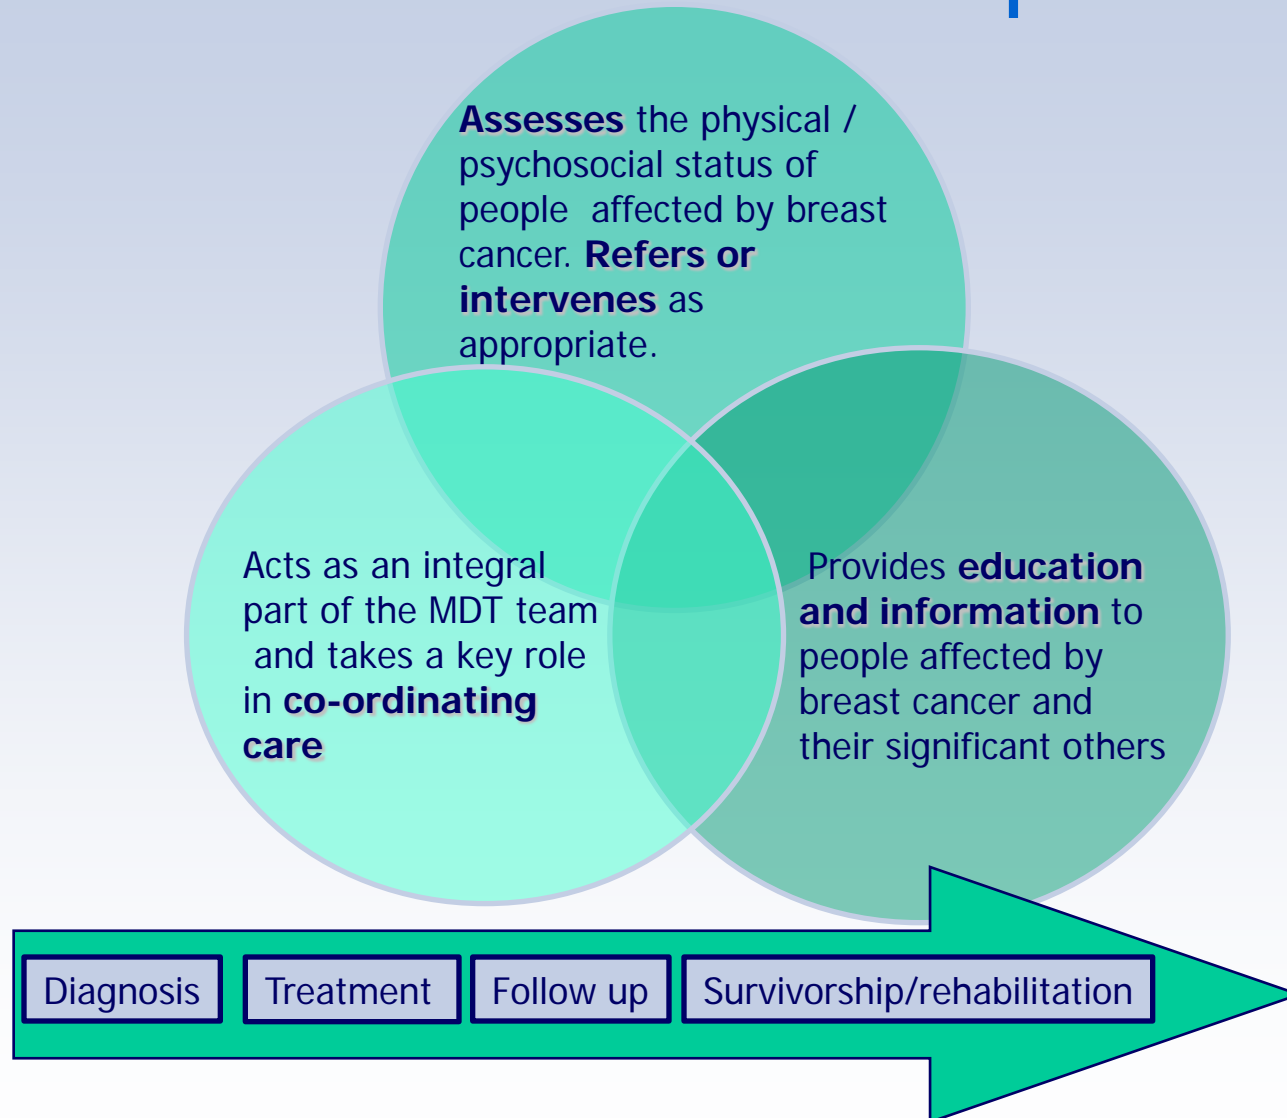 Assesses the physical /
psychosocial status of
people affected by breast
cancer. Refers or
intervenes as
appropriate.
Acts as an integral
part of the MDT team
and takes a key role
in co-ordinating
care
Provides education
and information to
people affected by
breast cancer and
their significant others
Diagnosis Treatment Follow up Survivorship/rehabilitation